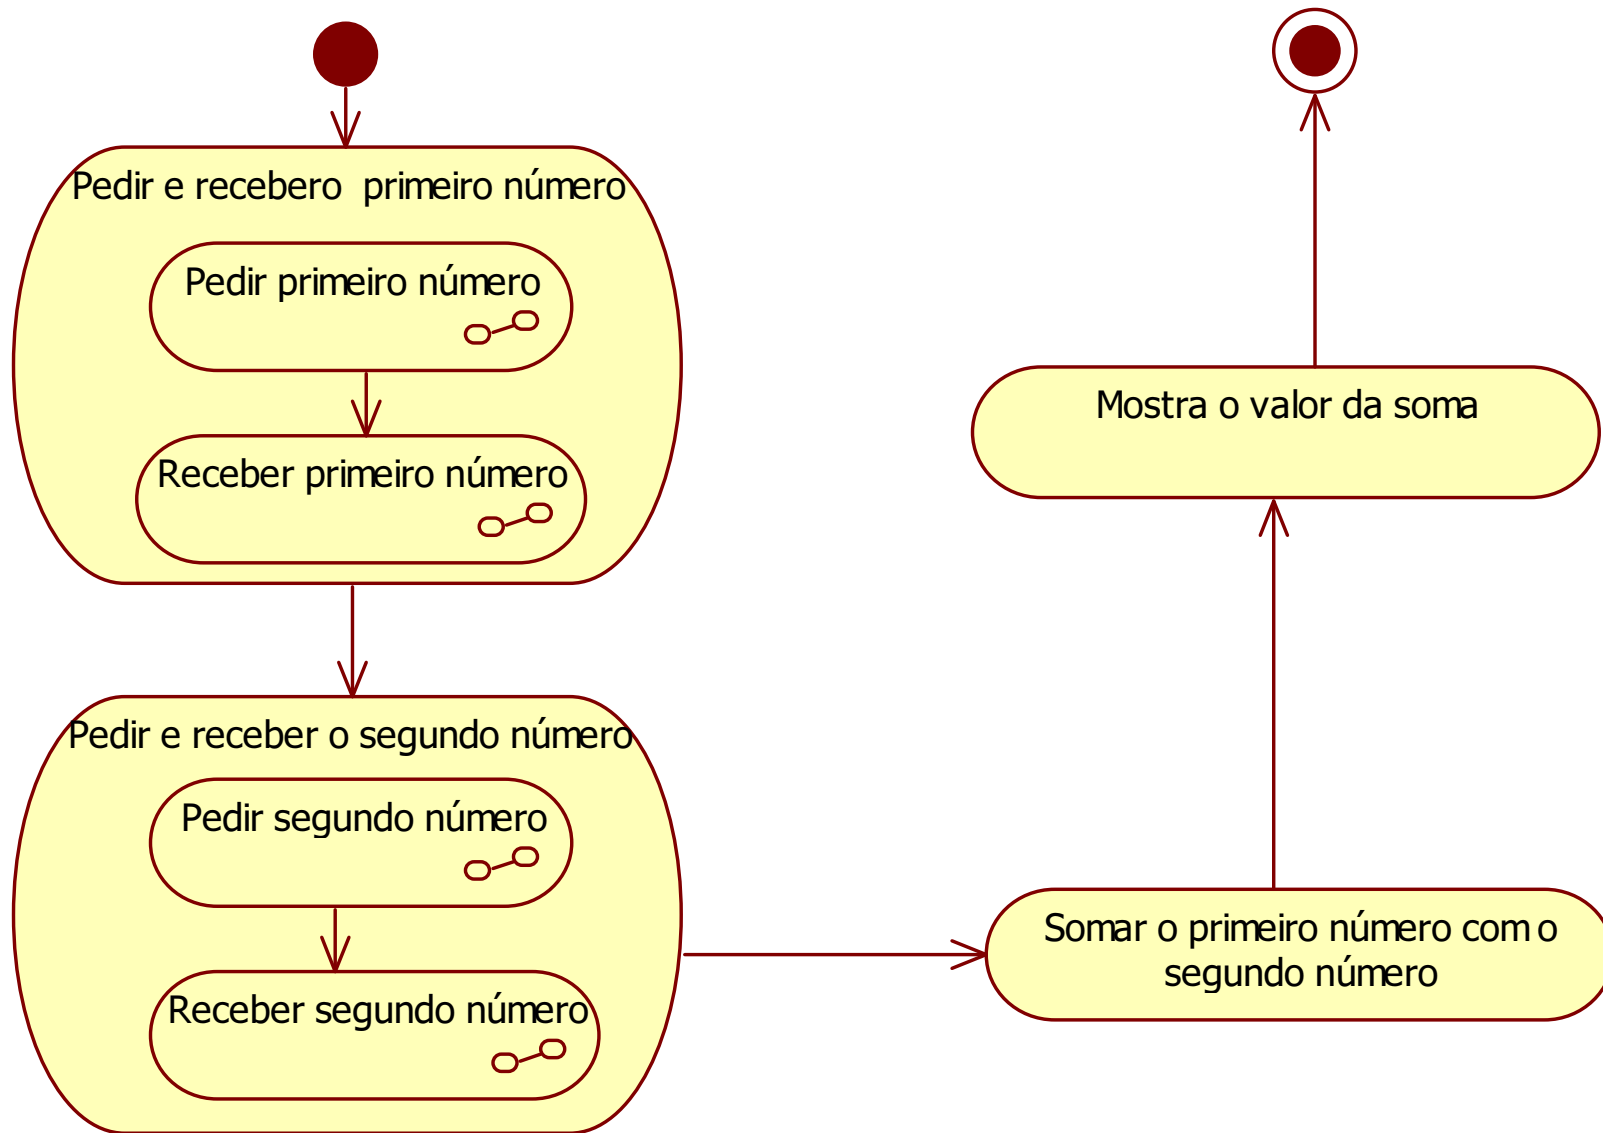 Pedir e recebero  primeiro número
Pedir primeiro número
Receber primeiro número
Pedir e receber o segundo número
Pedir segundo número
Receber segundo número
Mostra o valor da soma
Somar o primeiro número com o
segundo número